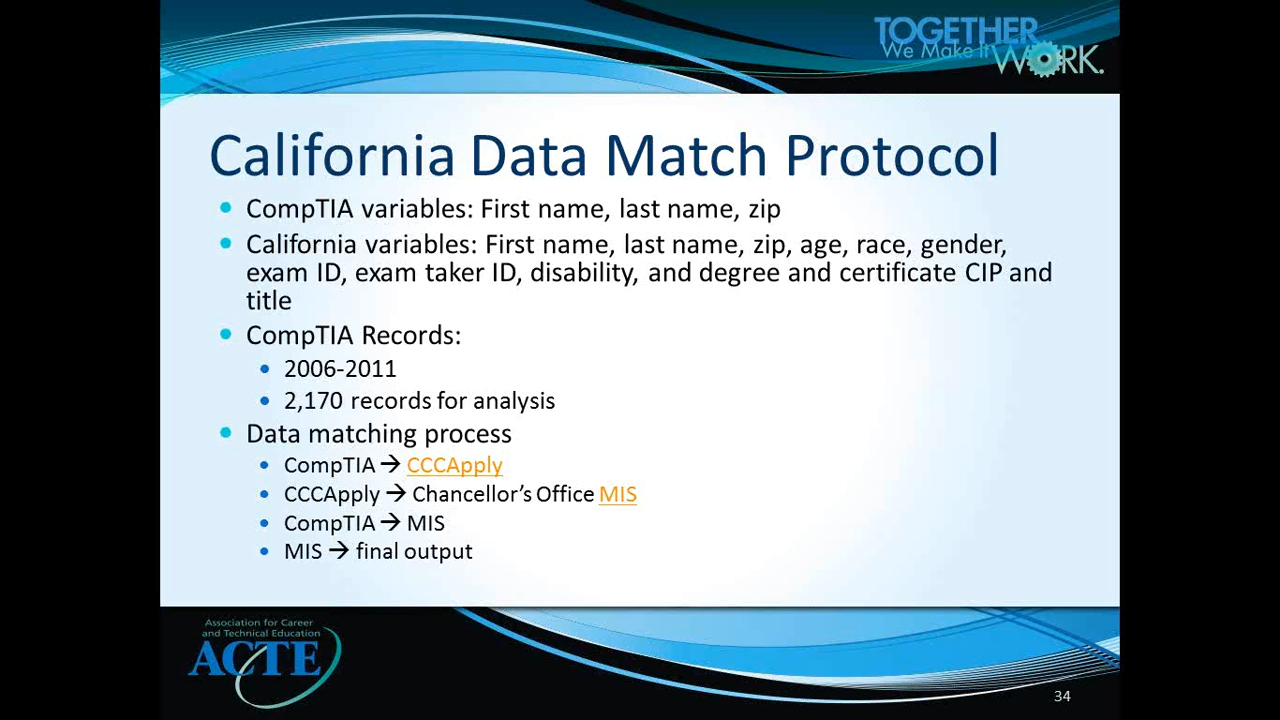 TOGETHER
We Make It
WORK.
California Data Match Protocol
• CompTIA variables: First name, last name, zip
• California variables: First name, last name, zip, age, race, gender,
exam ID, exam taker ID, disability, and degree and certificate CIP and
title
• CompTIA Records:
• 2006-2011
• 2,170 records for analysis
• Data matching process
• CompTIA → CCCApply
• CCCApply → Chancellor’s Office MIS
• CompTIA → MIS
• MIS → final output
Association for Career
and Technical Education
ACTE
34